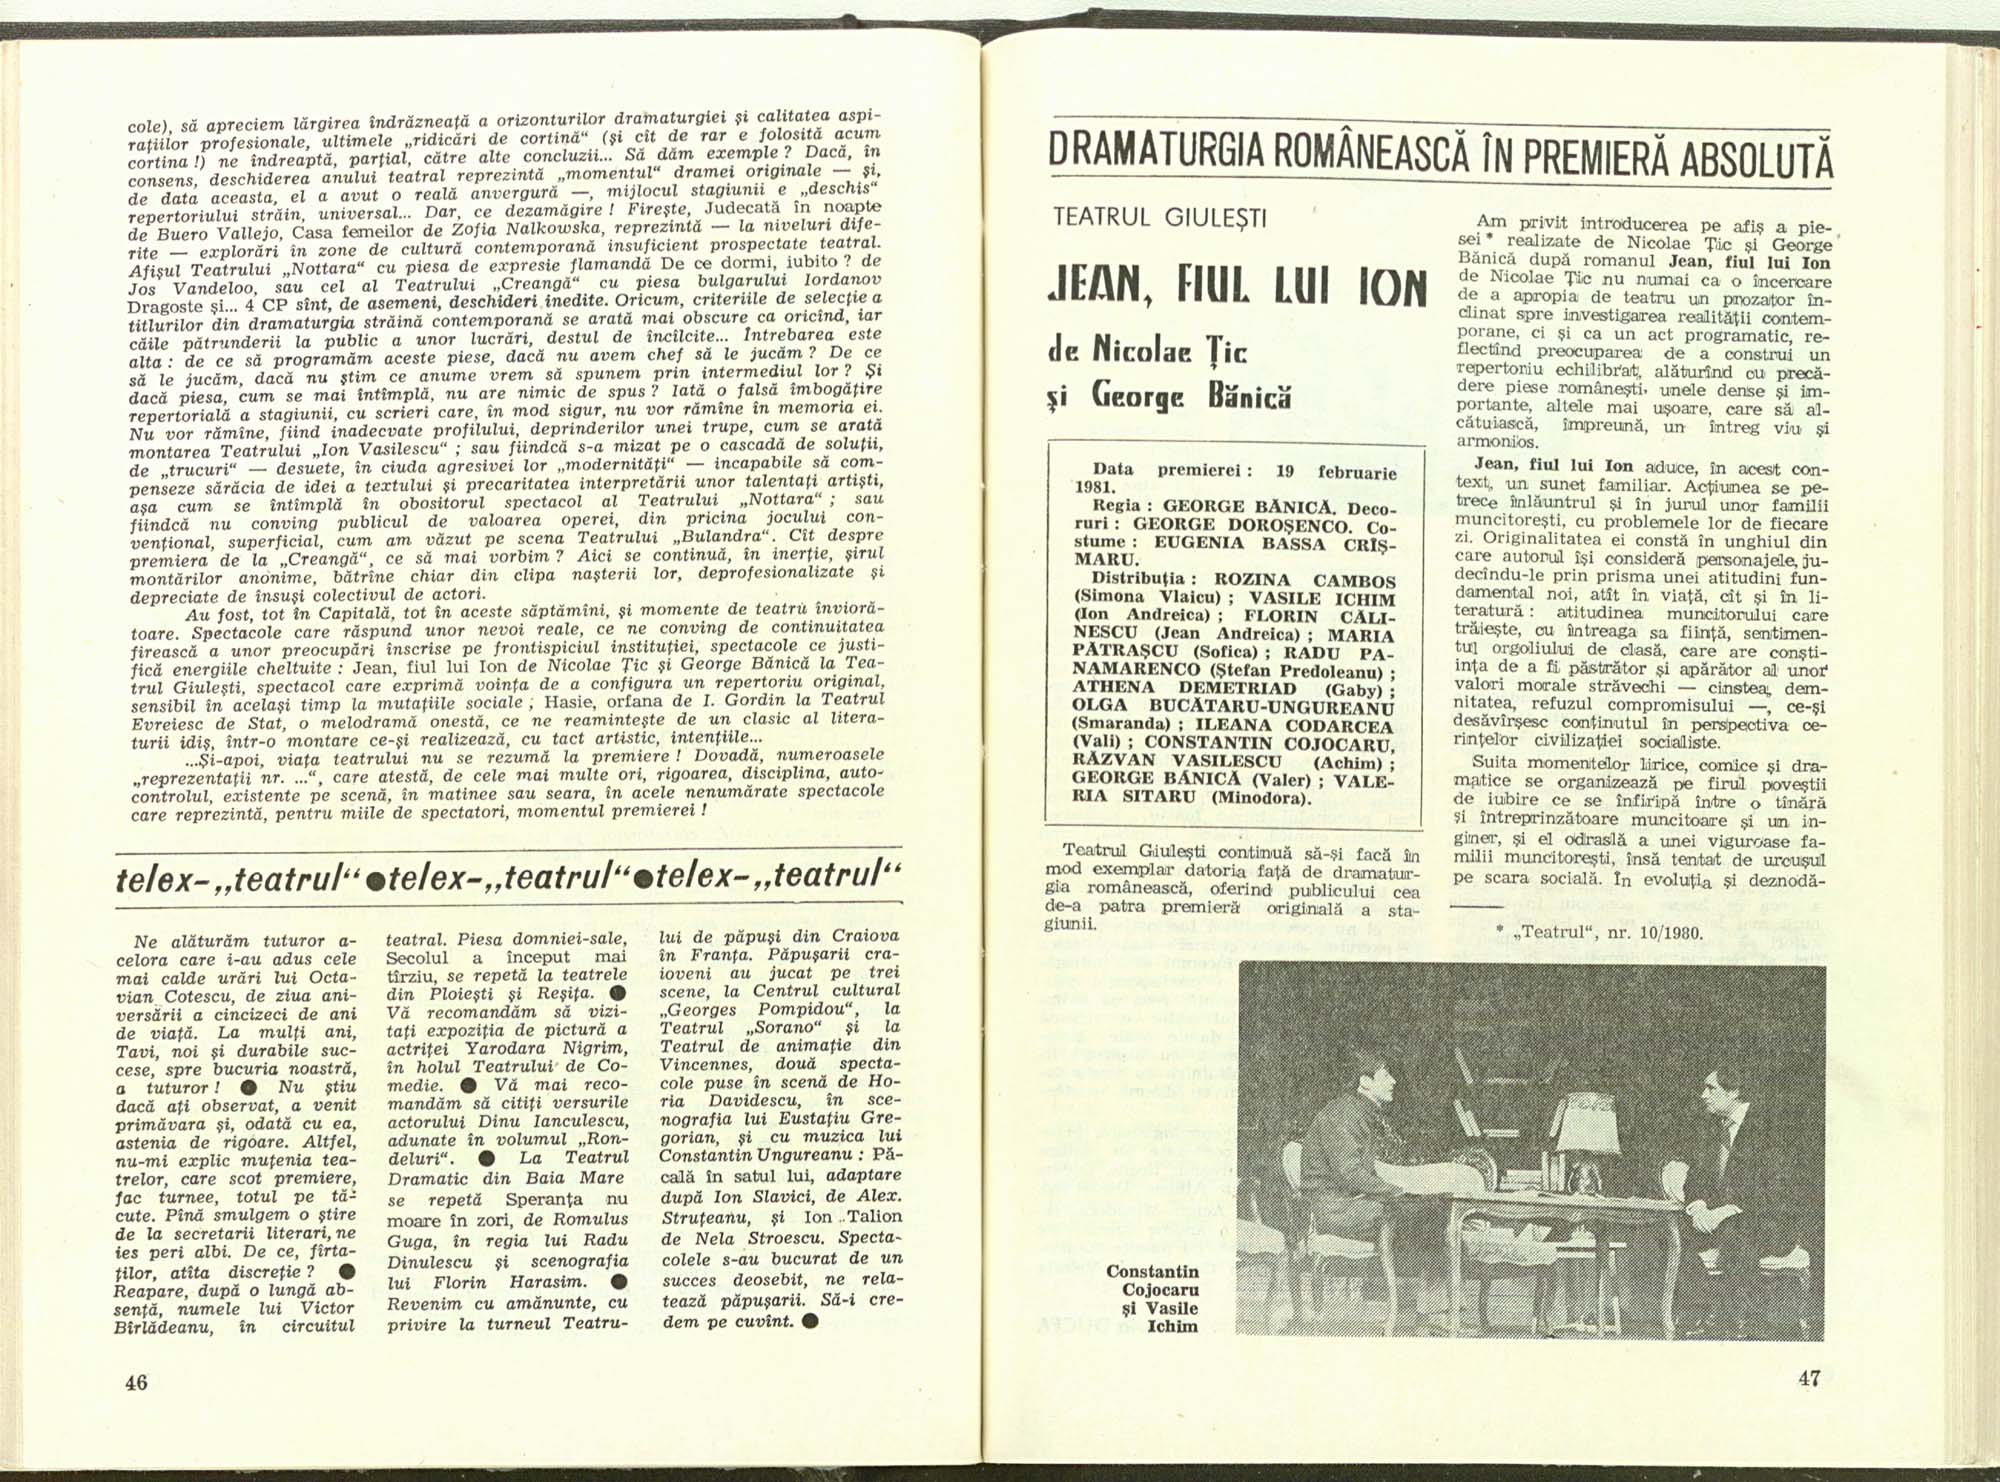 cole), să apreciem lărgirea îndrăzneață a orizonturilor dramaturgiei și calitatea aspi-
rațiilor profesionale, ultimele „ridicări de cortină“ (și cît de rar e folosită acum
cortina !) ne îndreaptă, parțial, către alte concluzii... Să dăm exemple ? Dacă, în
consens, deschiderea anului teatral reprezintă „momentul“ dramei originale — și,
de data aceasta, el a avut o reală anvergură —, mijlocul stagiunii e „deschis“
repertoriului străin, universal... Dar, ce dezamăgire ! Firește, Judecată în noapte
de Buero Vallejo, Casa femeilor de Zofia Nalkowska, reprezintă — la niveluri dife-
rite — explorări în zone de cultură contemporană insuficient prospectate teatral.
Afișul Teatrului „Nottara“ cu piesa de expresie flamandă De ce dormi, iubito ? de
Jos Vandeloo, sau cel al Teatrului „Creangă“ cu piesa bulgarului Iordanov
Dragoste și... 4 CP sînt, de asemeni, deschideri inedite. Oricum, criteriile de selecție a
titlurilor din dramaturgia străină contemporană se arată mai obscure ca oricînd, iar
căile pătrunderii la public a unor lucrări, destul de încîlcite... Întrebarea este
alta : de ce să programăm aceste piese, dacă nu avem chef să le jucăm ? De ce
să le jucăm, dacă nu știm ce anume vrem să spunem prin intermediul lor ? Și
dacă piesa, cum se mai întîmplă, nu are nimic de spus ? Iată o falsă îmbogățire
repertorială a stagiunii, cu scrieri care, în mod sigur, nu vor rămîne în memoria ei.
Nu vor rămîne, fiind inadecvate profilului, deprinderilor unei trupe, cum se arată
montarea Teatrului „Ion Vasilescu“ ; sau fiindcă s-a mizat pe o cascadă de soluții,
de „trucuri“ — desuete, în ciuda agresivei lor „modernități“ — incapabile să com-
penseze sărăcia de idei a textului și precaritatea interpretării unor talentați artiști,
așa cum se întîmplă în obositorul spectacol al Teatrului „Nottara“ ; sau
fiindcă nu conving publicul de valoarea operei, din pricina jocului con-
vențional, superficial, cum am văzut pe scena Teatrului „Bulandra“. Cît despre
premiera de la „Creangă“, ce să mai vorbim ? Aici se continuă, în inerție, șirul
montărilor anonime, bătrîne chiar din clipa nașterii lor, deprofesionalizate și
depreciate de însuși colectivul de actori.
Au fost, tot în Capitală, tot în aceste săptămîni, și momente de teatru învioră-
toare. Spectacole care răspund unor nevoi reale, ce ne conving de continuitatea
firească a unor preocupări înscrise pe frontispiciul instituției, spectacole ce justi-
fică energiile cheltuite : Jean, fiul lui Ion de Nicolae Țic și George Bănică la Tea-
trul Giulești, spectacol care exprimă voința de a configura un repertoriu original,
sensibil în același timp la mutațiile sociale ; Hasie, orfana de I. Gordin la Teatrul
Evreiesc de Stat, o melodramă onestă, ce ne reamintește de un clasic al litera-
turii idiș, într-o montare ce-și realizează, cu tact artistic, intențiile...
...Și-apoi, viața teatrului nu se rezumă la premiere ! Dovadă, numeroasele
„reprezentații nr. ...“, care atestă, de cele mai multe ori, rigoarea, disciplina, auto-
controlul, existente pe scenă, în matinee sau seara, în acele nenumărate spectacole
care reprezintă, pentru miile de spectatori, momentul premierei !
telex-„teatrul“●telex-„teatrul“●telex-„teatrul“
Ne alăturăm tuturor a-
celora care i-au adus cele
mai calde urări lui Octa-
vian Cotescu, de ziua ani-
versării a cincizeci de ani
de viață. La mulți ani,
Tavi, noi și durabile suc-
cese, spre bucuria noastră,
a tuturor ! ● Nu știu
dacă ați observat, a venit
primăvara și, odată cu ea,
astenia de rigoare. Altfel,
nu-mi explic muțenia tea-
trelor, care scot premiere,
fac turnee, totul pe tă-
cute. Pînă smulgem o știre
de la secretarii literari, ne
ies peri albi. De ce, fîrta-
ților, atîta discreție ? ●
Reapare, după o lungă ab-
sență, numele lui Victor
Bîrlădeanu, în circuitul
teatral. Piesa domniei-sale,
Secolul a început mai
tîrziu, se repetă la teatrele
din Ploiești și Reșița. ●
Vă recomandăm să vizi-
tați expoziția de pictură a
actriței Yarodara Nigrim,
în holul Teatrului de Co-
medie. ● Vă mai reco-
mandăm să citiți versurile
actorului Dinu Ianculescu,
adunate în volumul „Ron-
deluri“. ● La Teatrul
Dramatic din Baia Mare
se repetă Speranța nu
moare în zori, de Romulus
Guga, în regia lui Radu
Dinulescu și scenografia
lui Florin Harasim. ●
Revenim cu amănunte, cu
privire la turneul Teatru-
lui de păpuși din Craiova
în Franța. Păpușarii cra-
ioveni au jucat pe trei
scene, la Centrul cultural
„Georges Pompidou“, la
Teatrul „Sorano“ și la
Teatrul de animație din
Vincennes, două specta-
cole puse în scenă de Ho-
ria Davidescu, în sce-
nografia lui Eustațiu Gre-
gorian, și cu muzica lui
Constantin Ungureanu : Pă-
cală în satul lui, adaptare
după Ion Slavici, de Alex.
Struțeanu, și Ion Talion
de Nela Stroescu. Specta-
colele s-au bucurat de un
succes deosebit, ne rela-
tează păpușarii. Să-i cre-
dem pe cuvînt. ●
46
DRAMATURGIA ROMÂNEASCĂ ÎN PREMIERĂ ABSOLUTĂ
TEATRUL GIULEȘTI
JEAN, FIUL LUI ION
de Nicolae Țic
și George Bănică
Data premierei : 19 februarie
1981.
Regia : GEORGE BĂNICĂ. Deco-
ruri : GEORGE DOROȘENCO. Co-
stume : EUGENIA BASSA CRÎȘ-
MARU.
Distribuția : ROZINA CAMBOS
(Simona Vlaicu) ; VASILE ICHIM
(Ion Andreica) ; FLORIN CĂLI-
NESCU (Jean Andreica) ; MARIA
PĂTRAȘCU (Sofica) ; RADU PA-
NAMARENCO (Ștefan Predoleanu) ;
ATHENA DEMETRIAD (Gaby) ;
OLGA BUCĂTARU-UNGUREANU
(Smaranda) ; ILEANA CODARCEA
(Vali) ; CONSTANTIN COJOCARU,
RĂZVAN VASILESCU (Achim) ;
GEORGE BĂNICĂ (Valer) ; VALE-
RIA SITARU (Minodora).
Teatrul Giulești continuă să-și facă în
mod exemplar datoria față de dramatur-
gia românească, oferind publicului cea
de-a patra premieră originală a sta-
giunii.
Am privit introducerea pe afiș a pie-
sei* realizate de Nicolae Țic și George
Bănică după romanul Jean, fiul lui Ion
de Nicolae Țic nu numai ca o încercare
de a apropia de teatru un prozator în-
clinat spre investigarea realității contem-
porane, ci și ca un act programatic, re-
flectînd preocuparea de a construi un
repertoriu echilibrat, alăturînd cu precă-
dere piese românești, unele dense și im-
portante, altele mai ușoare, care să al-
cătuiască, împreună, un întreg viu și
armonios.
Jean, fiul lui Ion aduce, în acest con-
text, un sunet familiar. Acțiunea se pe-
trece înlăuntrul și în jurul unor familii
muncitorești, cu problemele lor de fiecare
zi. Originalitatea ei constă în unghiul din
care autorul își consideră personajele, ju-
decîndu-le prin prisma unei atitudini fun-
damental noi, atît în viață, cît și în li-
teratură : atitudinea muncitorului care
trăiește, cu întreaga sa ființă, sentimen-
tul orgoliului de clasă, care are conști-
ința de a fi păstrător și apărător al unor
valori morale străvechi — cinstea, dem-
nitatea, refuzul compromisului —, ce-și
desăvîrșesc conținutul în perspectiva ce-
rințelor civilizației socialiste.
Suita momentelor lirice, comice și dra-
matice se organizează pe firul poveștii
de iubire ce se înfiripă între o tînără
și întreprinzătoare muncitoare și un in-
giner, și el odraslă a unei viguroase fa-
milii muncitorești, însă tentat de urcușul
pe scara socială. În evoluția și deznodă-
* „Teatrul“, nr. 10/1980.
Constantin
Cojocaru
și Vasile
Ichim
47